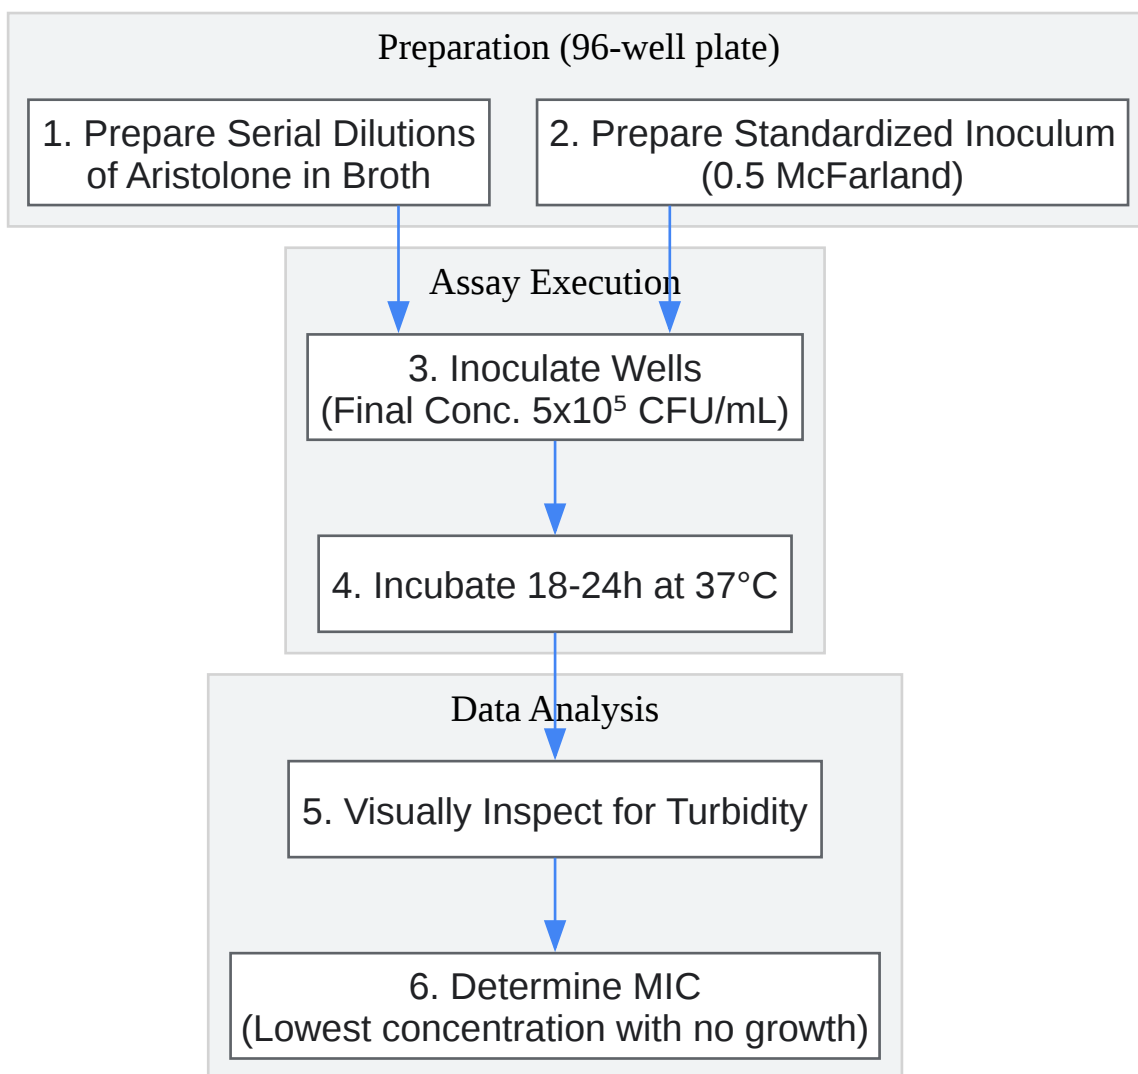 Preparation (96-well plate)
1. Prepare Serial Dilutions
of Aristolone in Broth
2. Prepare Standardized Inoculum
(0.5 McFarland)
Assay Execution
3. Inoculate Wells
(Final Conc. 5x10⁵ CFU/mL)
4. Incubate 18-24h at 37°C
Data Analysis
5. Visually Inspect for Turbidity
6. Determine MIC
(Lowest concentration with no growth)